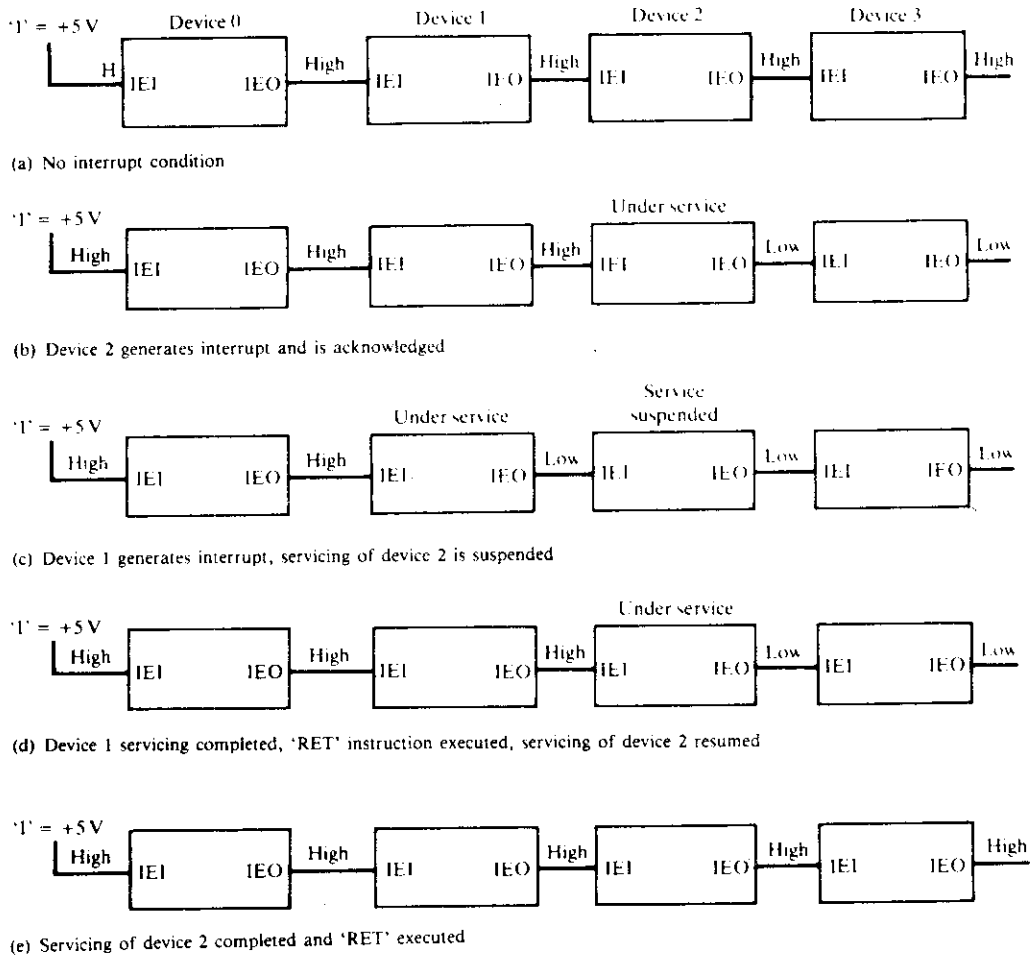 '1' = +5 V Device 0 Device 1 Device 2 Device 3
H IEI IEO High IEI IEO High IEI IEO High IEI IEO High
(a) No interrupt condition
'1' = +5 V Under service
High IEI IEO High IEI IEO High IEI IEO Low IEI IEO Low
(b) Device 2 generates interrupt and is acknowledged
Service
'1' = +5 V Under service suspended
High IEI IEO High IEI IEO Low IEI IEO Low IEI IEO Low
(c) Device 1 generates interrupt, servicing of device 2 is suspended
'1' = +5 V Under service
High IEI IEO High IEI IEO High IEI IEO Low IEI IEO Low
(d) Device 1 servicing completed, 'RET' instruction executed, servicing of device 2 resumed
'1' = +5 V
High IEI IEO High IEI IEO High IEI IEO High IEI IEO High
(e) Servicing of device 2 completed and 'RET' executed